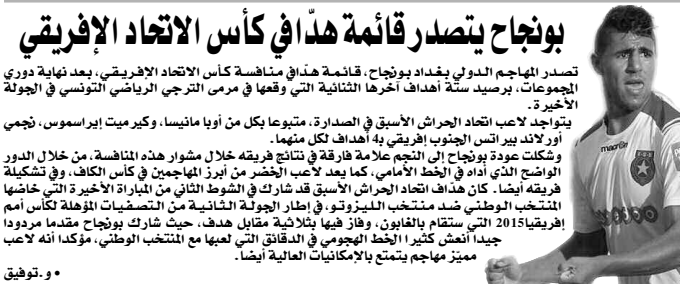 بونجاح يتصدر قائمة هدّافي كأس الاتحاد الإفريقي
تصدر المهاجم الدولي بغداد بونجاح، قائمة هدّافي منافسة كأس الاتحاد الإفريقي، بعد نهاية دوري
المجموعات، برصيد ستة أهداف آخرها الثنائية التي وقعها في مرمى الترجي الرياضي التونسي في الجولة
الأخيرة.
يتواجد لاعب اتحاد الحراش الأسبق في الصدارة، متبوعا بكل من أوبا مانيسا، وكيرميت إيراسموس، نجمي
أورلاند بيراتس الجنوب إفريقي بـ4 أهداف لكل منهما.
وشكلت عودة بونجاح إلى النجم علامة فارقة في نتائج فريقه خلال مشوار هذه المنافسة، من خلال الدور
الواضح الذي أداه في الخط الأمامي، كما يعد لاعب الخضر من أبرز المهاجمين في كأس الكاف، وفي تشكيلة
فريقه أيضا. كان هداف اتحاد الحراش الأسبق قد شارك في الشوط الثاني من المباراة الأخيرة التي خاضها
المنتخب الوطني ضد منتخب الليزوتو، في إطار الجولة الثانية من التصفيات المؤهلة لكأس أمم
إفريقيا2015 التي ستقام بالغابون، وفاز فيها بثلاثية مقابل هدف، حيث شارك بونجاح مقدما مردودا
جيدا أنعش كثيرا الخط الهجومي في الدقائق التي لعبها مع المنتخب الوطني، مؤكدا أنه لاعب
مميّز مهاجم يتمتع بالإمكانيات العالية أيضا.
• و.توفيق
macron